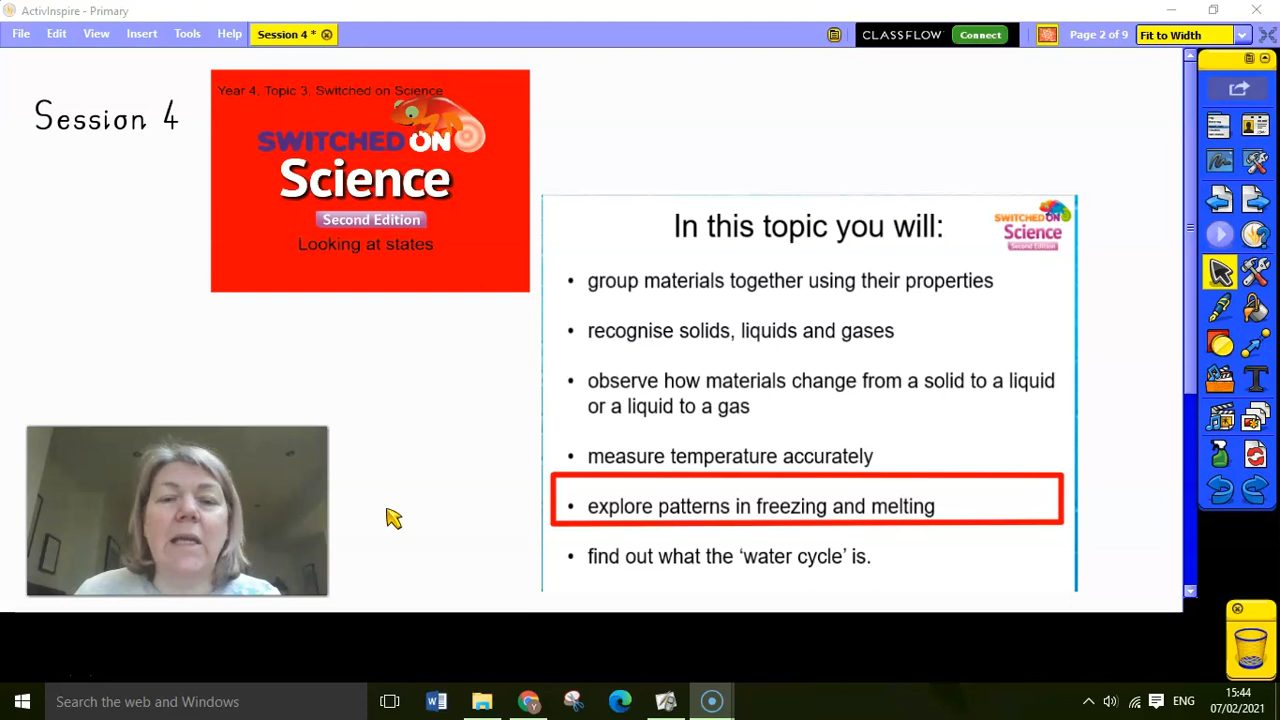 ActivInspire - Primary
File Edit View Insert Tools Help Session 4 * CLASSFLOW Connect Page 2 of 9 Fit to Width
Session 4
Year 4, Topic 3, Switched on Science
SWITCHED ON
Science
Second Edition
Looking at states
In this topic you will:
SWITCHED ON
Science
Second Edition
• group materials together using their properties
• recognise solids, liquids and gases
• observe how materials change from a solid to a liquid
or a liquid to a gas
• measure temperature accurately
• explore patterns in freezing and melting
• find out what the ‘water cycle’ is.
Search the web and Windows
ENG
15:44
07/02/2021